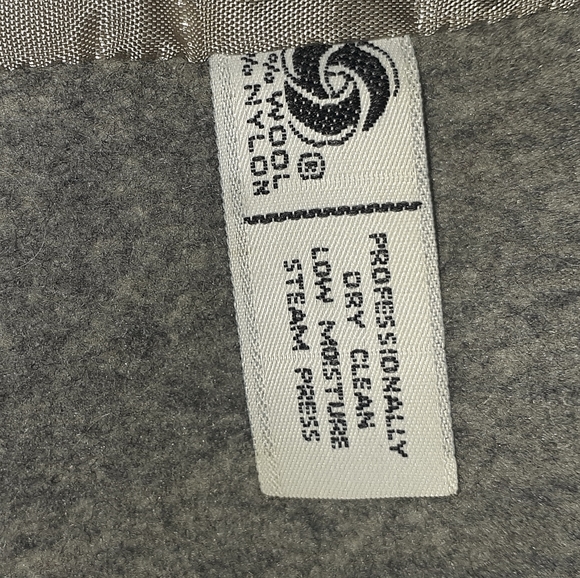 % WOOL
% NYLON
®
PROFESSIONALLY
DRY CLEAN
LOW MOISTURE
STEAM PRESS